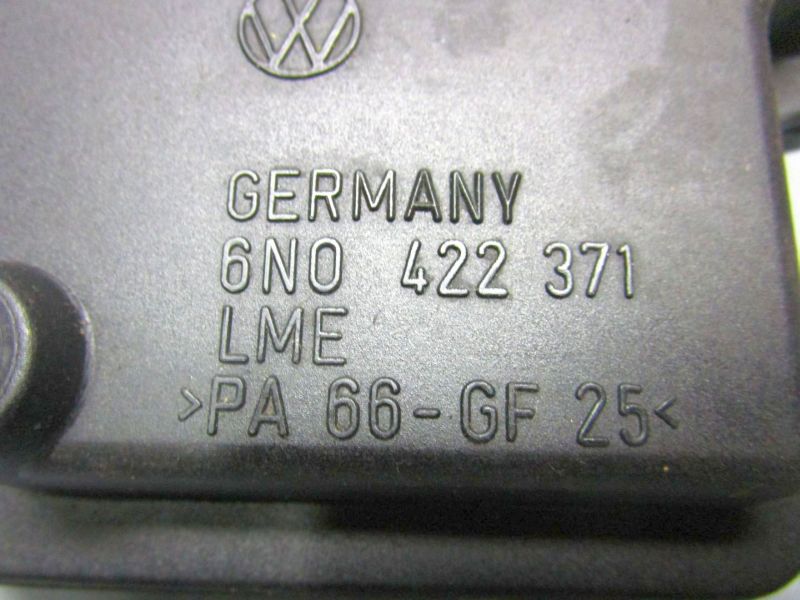 GERMANY
6N0 422 371
LME
>PA 66-GF 25<